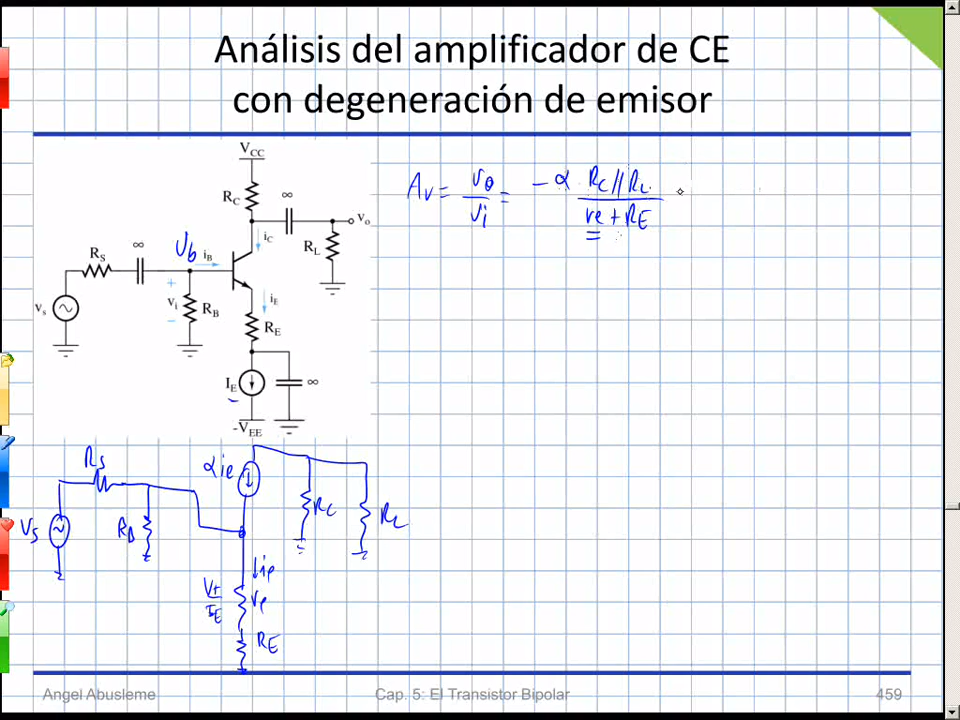 Análisis del amplificador de CE
con degeneración de emisor
V_CC
R_C
∞
v_o
i_C
R_L
R_S
∞
V_b
i_B
v_s
+
v_i
−
R_B
i_E
R_E
I_E
∞
-V_EE
Av = v_o / v_i = -α (R_C // R_L) / (r_e + R_E)
R_S
α i_e
R_C
R_L
V_S
R_B
i_e
V_T / I_E
r_e
R_E
Angel Abusleme
Cap. 5: El Transistor Bipolar
459